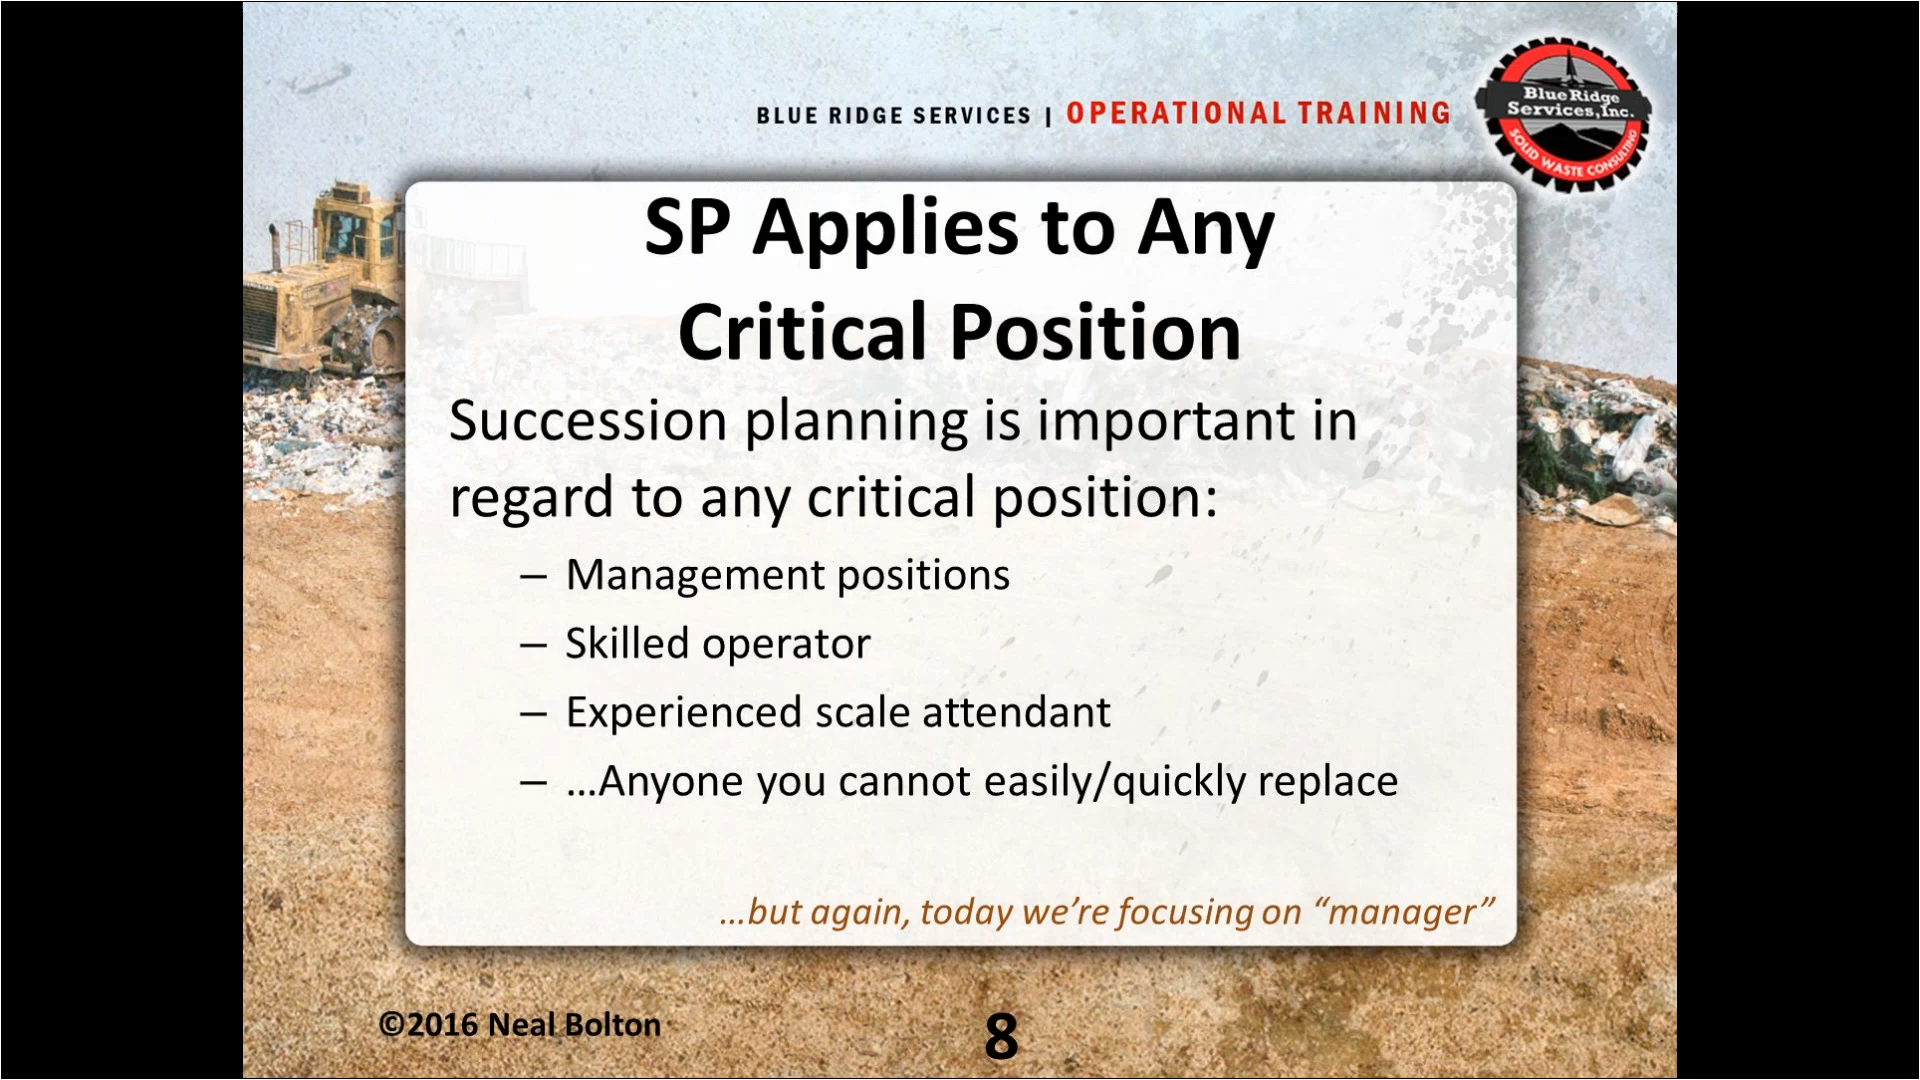 BLUE RIDGE SERVICES | OPERATIONAL TRAINING
Blue Ridge
Services, Inc.
SOLID WASTE CONSULTING
SP Applies to Any
Critical Position
Succession planning is important in
regard to any critical position:
– Management positions
– Skilled operator
– Experienced scale attendant
– …Anyone you cannot easily/quickly replace
…but again, today we’re focusing on “manager”
©2016 Neal Bolton
8